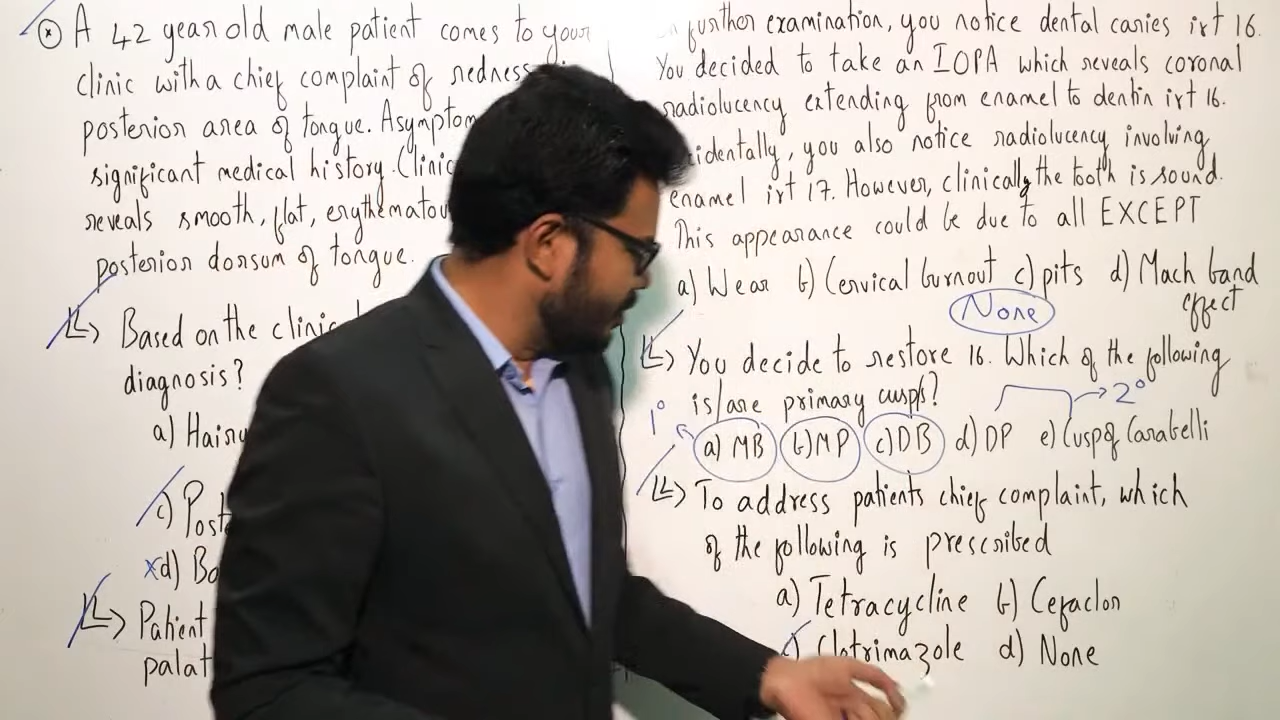 A 42 year old male patient comes to your
clinic with a chief complaint of redness
posterior area of tongue. Asymptom
significant medical history. Clinic
reveals smooth, flat, erythematou
posterior dorsum of tongue.
Based on the clinic
diagnosis?
a) Hairy
c) Post
d) Bo
Patient
palat
further examination, you notice dental caries irt 16.
You decided to take an IOPA which reveals coronal
radiolucency extending from enamel to dentin irt 16.
cidentally, you also notice radiolucency involving
enamel irt 17. However, clinically the tooth is sound.
This appearance could be due to all EXCEPT
a) Wear b) Cervical burnout c) pits d) Mach band
effect
None
You decide to restore 16. Which of the following
is/are primary cusp/s?
1° 2°
a) MB b) MP c) DB d) DP e) Cusp of Carabelli
To address patients chief complaint, which
of the following is prescribed
a) Tetracycline b) Cefaclor
c) Clotrimazole d) None